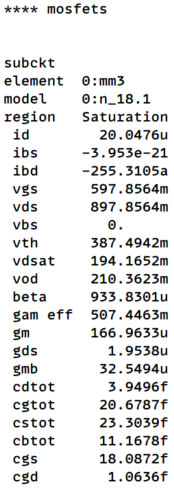 **** mosfets
subckt
element 0:mm3
model 0:n_18.1
region Saturation
id 20.0476u
ibs -3.953e-21
ibd -255.3105a
vgs 597.8564m
vds 897.8564m
vbs 0.
vth 387.4942m
vdsat 194.1652m
vod 210.3623m
beta 933.8301u
gam eff 507.4463m
gm 166.9633u
gds 1.9538u
gmb 32.5494u
cdtot 3.9496f
cgtot 20.6787f
cstot 23.3039f
cbtot 11.1678f
cgs 18.0872f
cgd 1.0636f